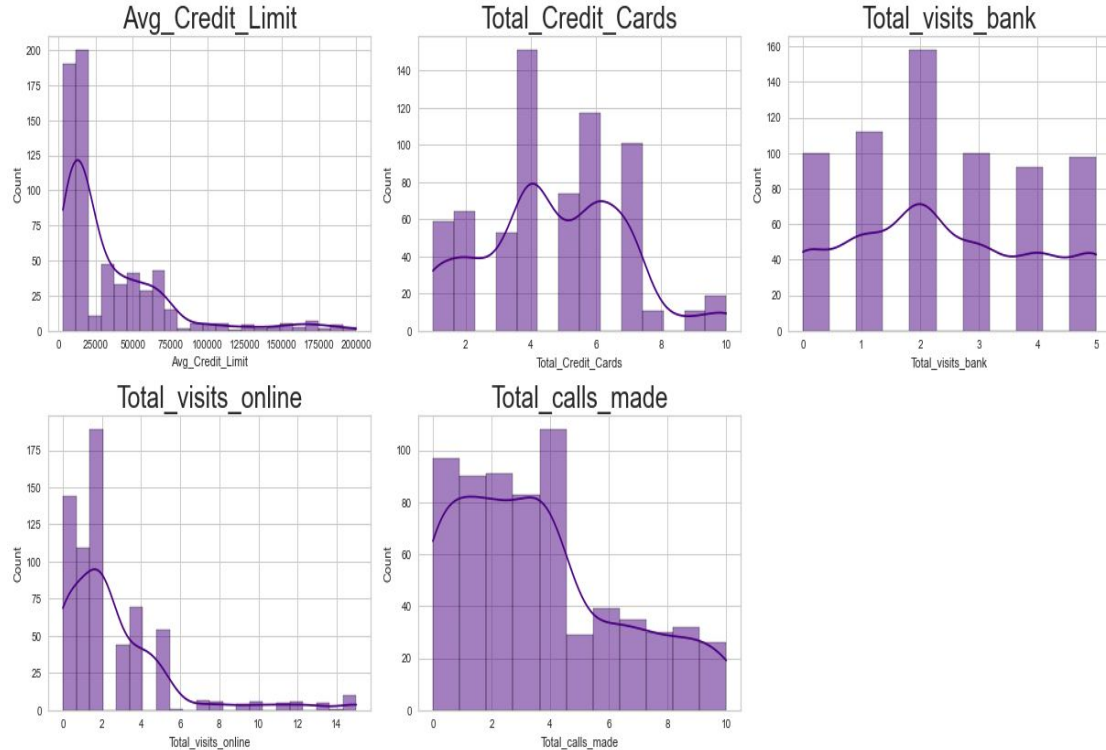 Avg_Credit_Limit
200
175
150
125
100
75
50
25
0
Count
0 25000 50000 75000 100000 125000 150000 175000 200000
Avg_Credit_Limit
Total_Credit_Cards
140
120
100
80
60
40
20
0
Count
2 4 6 8 10
Total_Credit_Cards
Total_visits_bank
160
140
120
100
80
60
40
20
0
Count
0 1 2 3 4 5
Total_visits_bank
Total_visits_online
175
150
125
100
75
50
25
0
Count
0 2 4 6 8 10 12 14
Total_visits_online
Total_calls_made
100
80
60
40
20
0
Count
0 2 4 6 8 10
Total_calls_made